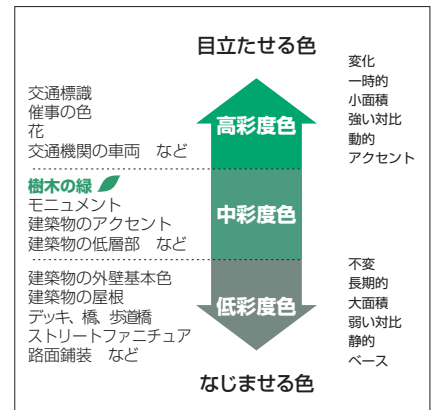 目立たせる色
交通標識
催事の色
花
交通機関の車両　など
高彩度色
変化
一時的
小面積
強い対比
動的
アクセント
樹木の緑
モニュメント
建築物のアクセント
建築物の低層部　など
中彩度色
建築物の外壁基本色
建築物の屋根
デッキ、橋、歩道橋
ストリートファニチュア
路面舗装　など
低彩度色
不変
長期的
大面積
弱い対比
静的
ベース
なじませる色